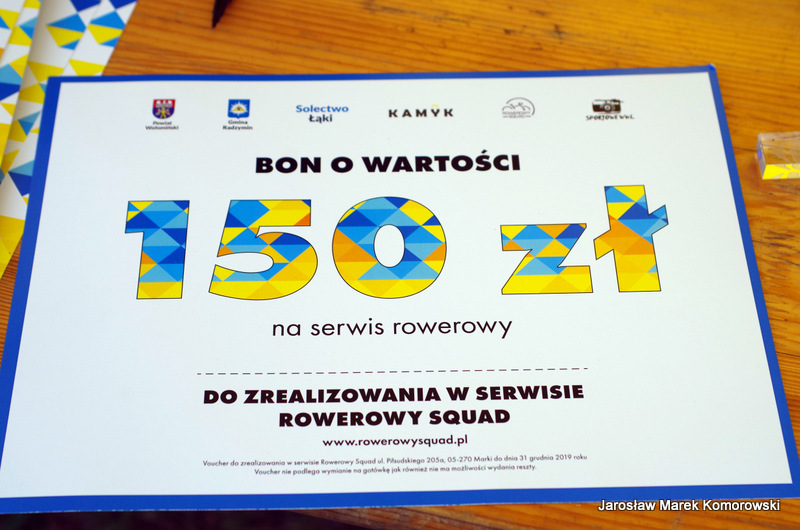 Powiat
Wołomiński
Gmina
Radzymin
Sołectwo
Łąki
KAMYK
SPORTOWE WWL
BON O WARTOŚCI
150 zł
na serwis rowerowy
DO ZREALIZOWANIA W SERWISIE
ROWEROWY SQUAD
www.rowerowysquad.pl
Voucher do zrealizowania w serwisie Rowerowy Squad ul. Piłsudskiego 205a, 05-270 Marki do dnia 31 grudnia 2019 roku
Voucher nie podlega wymianie na gotówkę jak również nie ma możliwości wydania reszty.
Jarosław Marek Komorowski